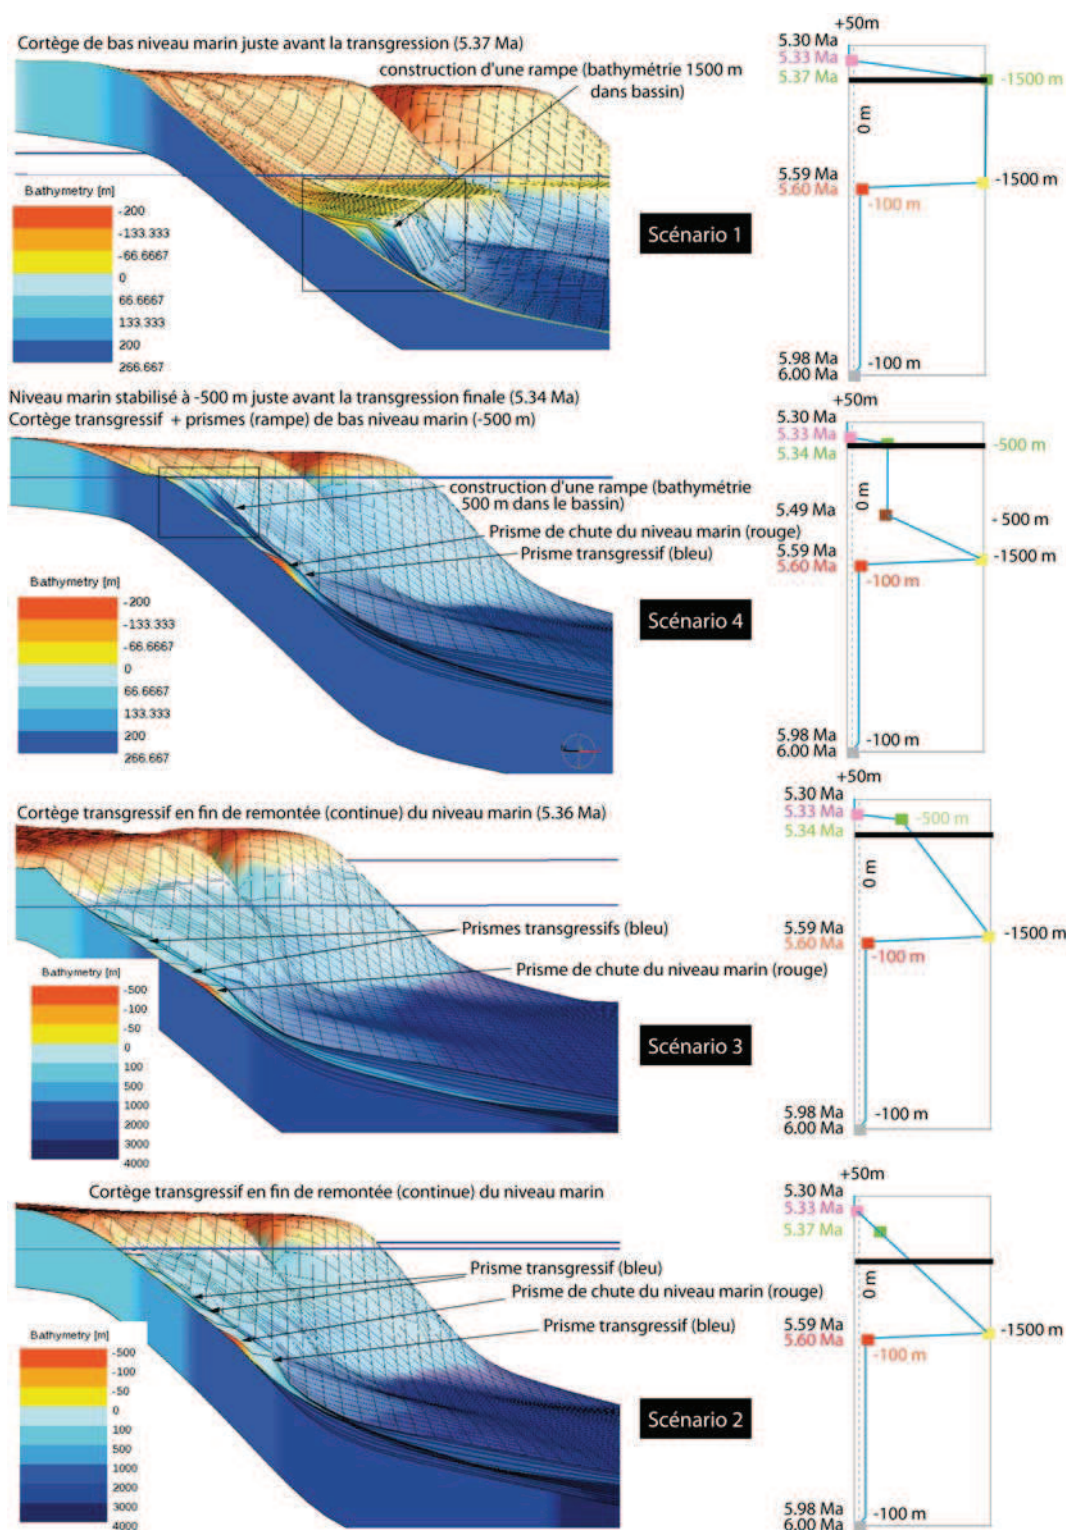 Cortège de bas niveau marin juste avant la transgression (5.37 Ma)
construction d'une rampe (bathymétrie 1500 m
dans bassin)
Bathymetry [m]
-200
-133.333
-66.6667
0
66.6667
133.333
200
266.667
Scénario 1
+50m
5.30 Ma
5.33 Ma
5.37 Ma
-1500 m
0 m
5.59 Ma
5.60 Ma
-1500 m
-100 m
5.98 Ma
6.00 Ma
-100 m
Niveau marin stabilisé à -500 m juste avant la transgression finale (5.34 Ma)
Cortège transgressif + prismes (rampe) de bas niveau marin (-500 m)
construction d'une rampe (bathymétrie
500 m dans le bassin)
Prisme de chute du niveau marin (rouge)
Prisme transgressif (bleu)
Bathymetry [m]
-200
-133.333
-66.6667
0
66.6667
133.333
200
266.667
Scénario 4
+50m
5.30 Ma
5.33 Ma
5.34 Ma
-500 m
0 m
5.49 Ma
- 500 m
5.59 Ma
5.60 Ma
-1500 m
-100 m
5.98 Ma
6.00 Ma
-100 m
Cortège transgressif en fin de remontée (continue) du niveau marin (5.36 Ma)
Prismes transgressifs (bleu)
Prisme de chute du niveau marin (rouge)
Bathymetry [m]
-500
-100
-50
0
100
500
1000
2000
3000
4000
Scénario 3
+50m
5.30 Ma
5.33 Ma
5.34 Ma
-500 m
0 m
5.59 Ma
5.60 Ma
-1500 m
-100 m
5.98 Ma
6.00 Ma
-100 m
Cortège transgressif en fin de remontée (continue) du niveau marin
Prisme transgressif (bleu)
Prisme de chute du niveau marin (rouge)
Prisme transgressif (bleu)
Bathymetry [m]
-500
-100
-50
0
100
500
1000
2000
3000
4000
Scénario 2
+50m
5.30 Ma
5.33 Ma
5.37 Ma
0 m
5.59 Ma
5.60 Ma
-1500 m
-100 m
5.98 Ma
6.00 Ma
-100 m